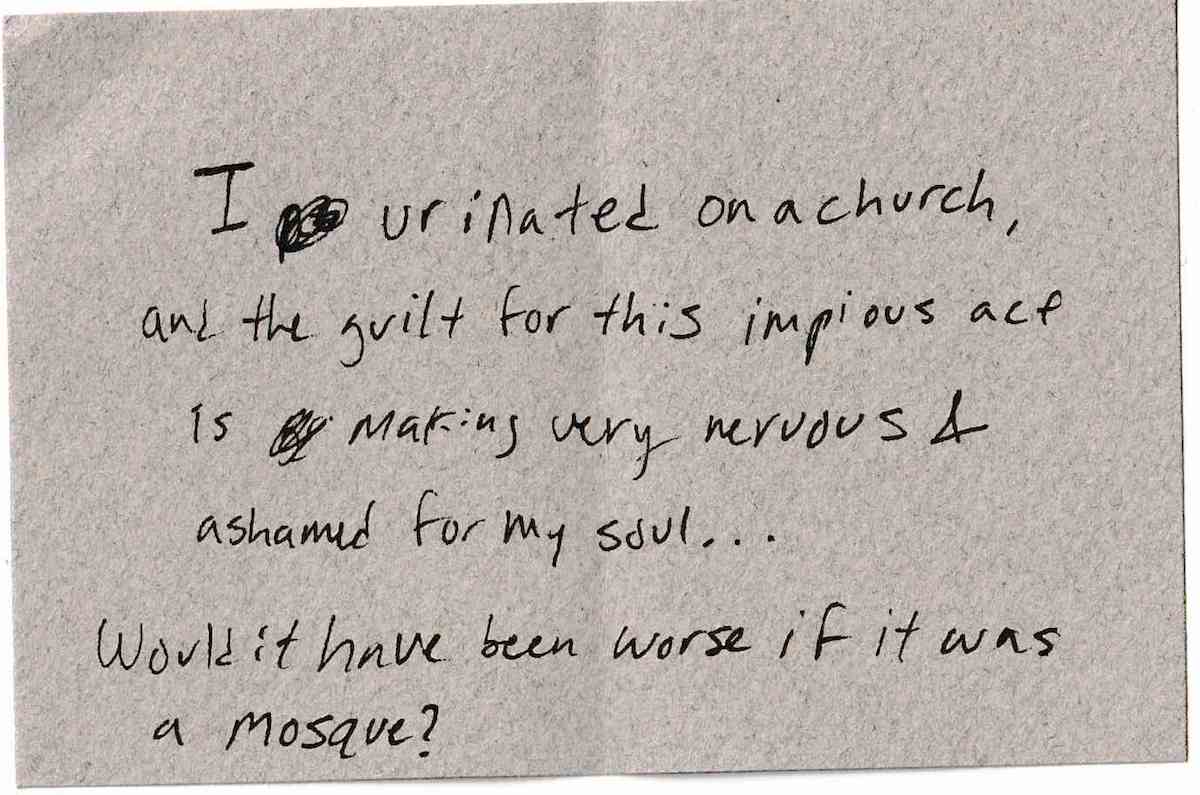 I urinated on a church,
and the guilt for this impious act
is making very nervous &
ashamed for my soul...
Would it have been worse if it was
a mosque?